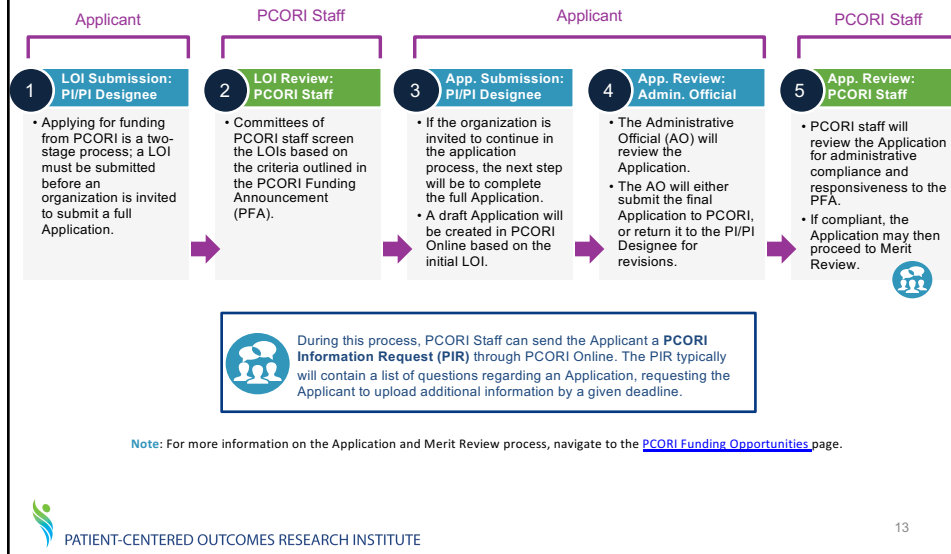 Applicant
PCORI Staff
Applicant
PCORI Staff
1
LOI Submission:
PI/PI Designee
• Applying for funding
from PCORI is a two-
stage process; a LOI
must be submitted
before an
organization is invited
to submit a full
Application.
2
LOI Review:
PCORI Staff
• Committees of
PCORI staff screen
the LOIs based on
the criteria outlined in
the PCORI Funding
Announcement
(PFA).
3
App. Submission:
PI/PI Designee
• If the organization is
invited to continue in
the application
process, the next step
will be to complete
the full Application.
• A draft Application will
be created in PCORI
Online based on the
initial LOI.
4
App. Review:
Admin. Official
• The Administrative
Official (AO) will
review the
Application.
• The AO will either
submit the final
Application to PCORI,
or return it to the PI/PI
Designee for
revisions.
5
App. Review:
PCORI Staff
• PCORI staff will
review the Application
for administrative
compliance and
responsiveness to the
PFA.
• If compliant, the
Application may then
proceed to Merit
Review.
During this process, PCORI Staff can send the Applicant a PCORI
Information Request (PIR) through PCORI Online. The PIR typically
will contain a list of questions regarding an Application, requesting the
Applicant to upload additional information by a given deadline.
Note: For more information on the Application and Merit Review process, navigate to the PCORI Funding Opportunities page.
PATIENT-CENTERED OUTCOMES RESEARCH INSTITUTE
13